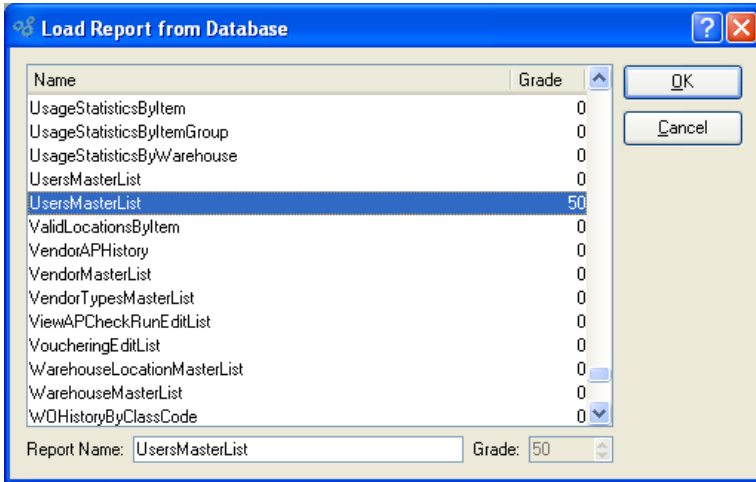 Load Report from Database
Name Grade
UsageStatisticsByItem 0
UsageStatisticsByItemGroup 0
UsageStatisticsByWarehouse 0
UsersMasterList 0
UsersMasterList 50
ValidLocationsByItem 0
VendorAPHistory 0
VendorMasterList 0
VendorTypesMasterList 0
ViewAPCheckRunEditList 0
VoucheringEditList 0
WarehouseLocationMasterList 0
WarehouseMasterList 0
WOHistoryByClassCode 0
OK
Cancel
Report Name: UsersMasterList Grade: 50